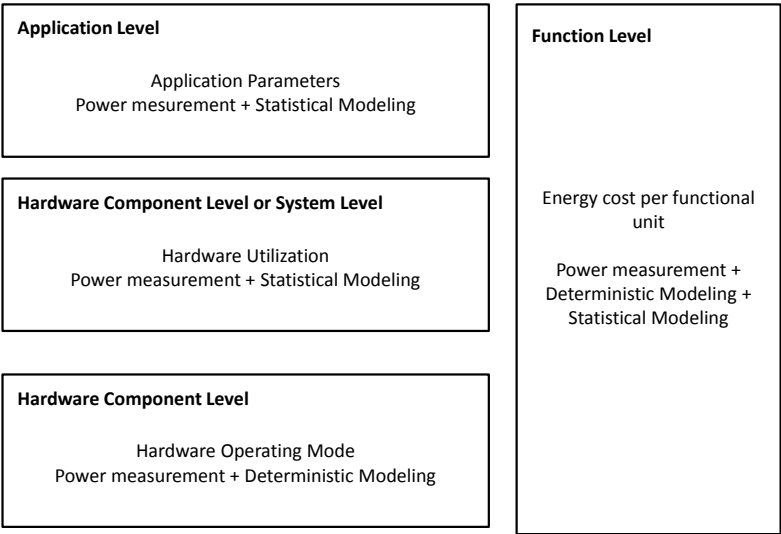 Application Level
Application Parameters
Power mesurement + Statistical Modeling
Hardware Component Level or System Level
Hardware Utilization
Power measurement + Statistical Modeling
Hardware Component Level
Hardware Operating Mode
Power measurement + Deterministic Modeling
Function Level
Energy cost per functional
unit
Power measurement +
Deterministic Modeling +
Statistical Modeling